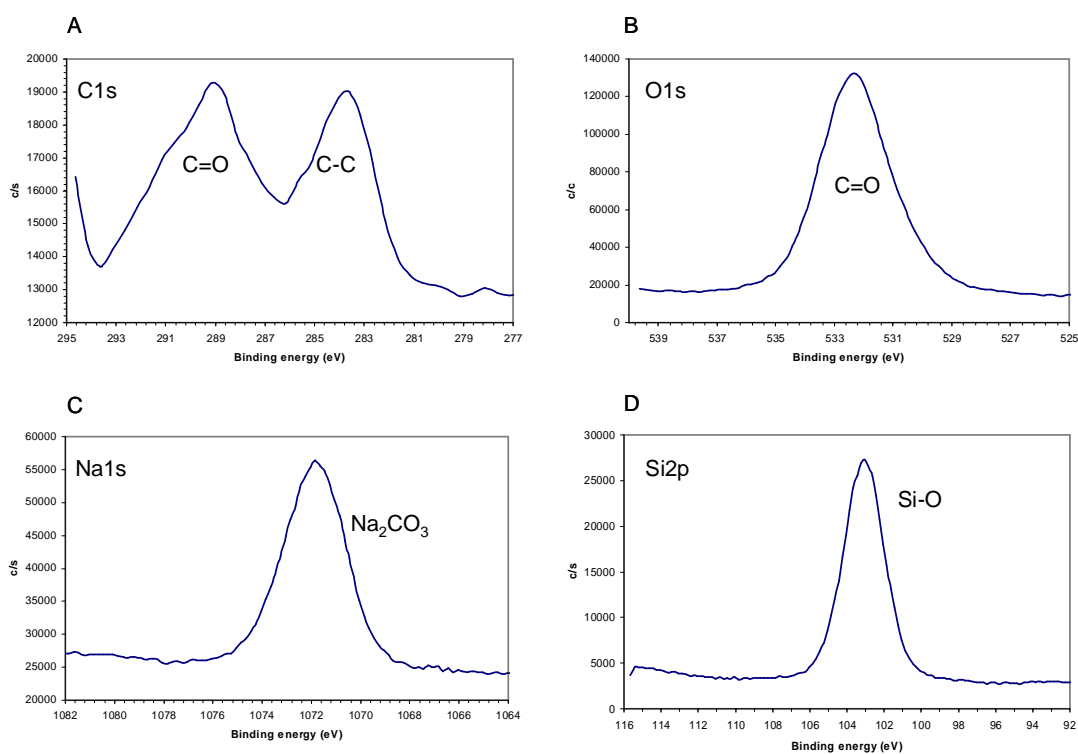 A
20000
19000
18000
17000
16000
15000
14000
13000
12000
c/s
C1s
C=O
C-C
295 293 291 289 287 285 283 281 279 277
Binding energy (eV)
B
140000
120000
100000
80000
60000
40000
20000
0
c/c
O1s
C=O
539 537 535 533 531 529 527 525
Binding energy (eV)
C
60000
55000
50000
45000
40000
35000
30000
25000
20000
c/s
Na1s
Na₂CO₃
1082 1080 1078 1076 1074 1072 1070 1068 1066 1064
Binding energy (eV)
D
30000
25000
20000
15000
10000
5000
0
c/s
Si2p
Si-O
116 114 112 110 108 106 104 102 100 98 96 94 92
Binding energy (eV)